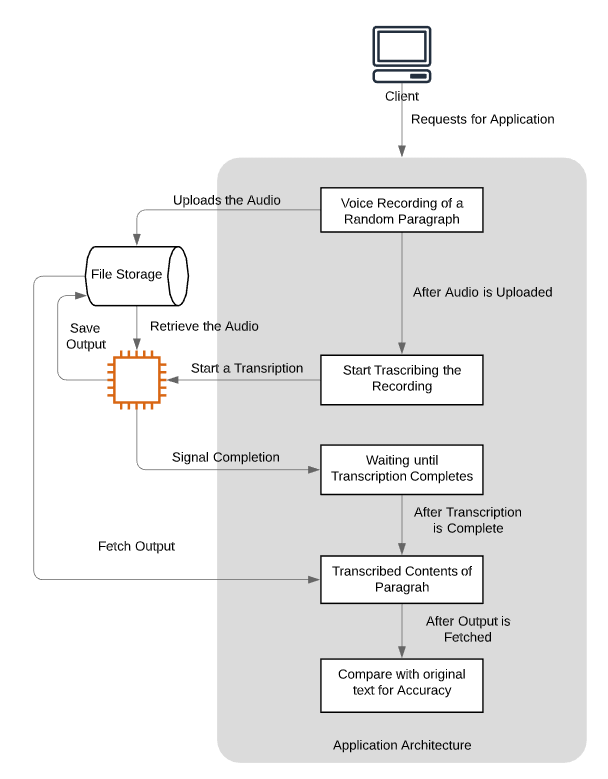 Client
Requests for Application
Uploads the Audio
Voice Recording of a
Random Paragraph
File Storage
After Audio is Uploaded
Save
Output
Retrieve the Audio
Start a Transription
Start Trascribing the
Recording
Signal Completion
Waiting until
Transcription Completes
After Transcription
is Complete
Fetch Output
Transcribed Contents of
Paragrah
After Output is
Fetched
Compare with original
text for Accuracy
Application Architecture